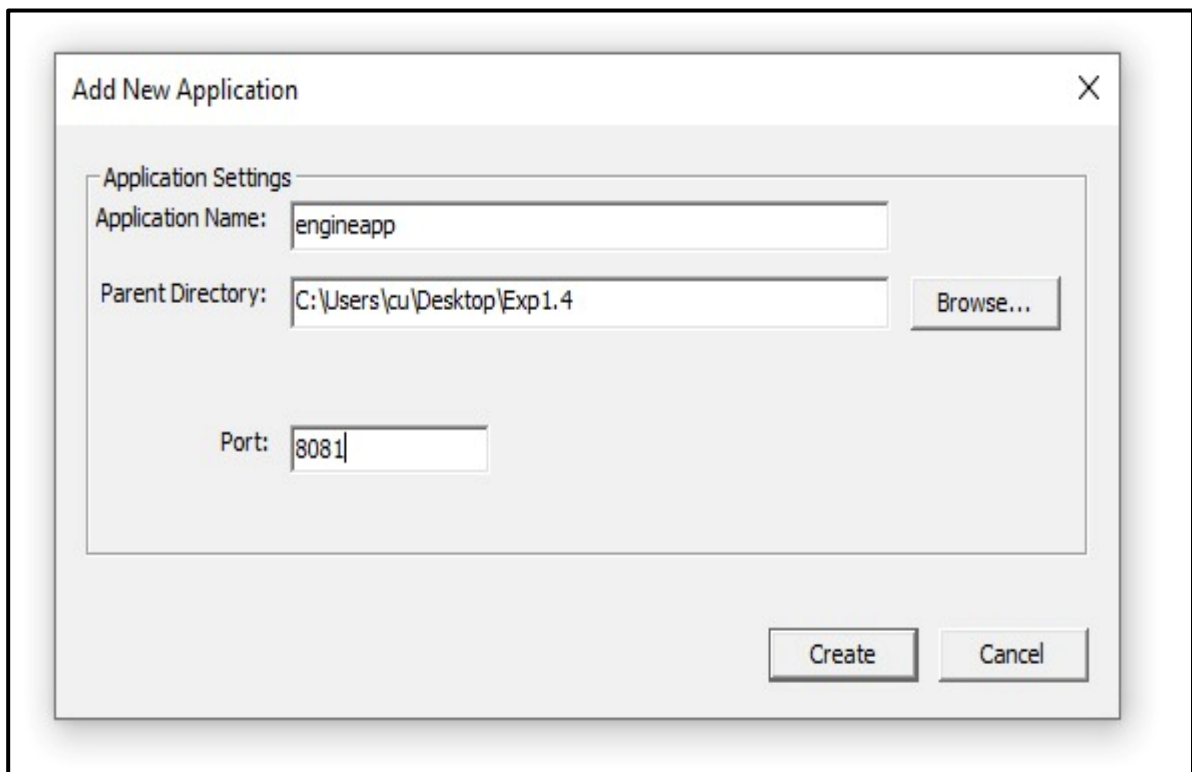 Add New Application
Application Settings
Application Name: engineapp
Parent Directory: C:\Users\cu\Desktop\Exp1.4 Browse...
Port: 8081
Create Cancel